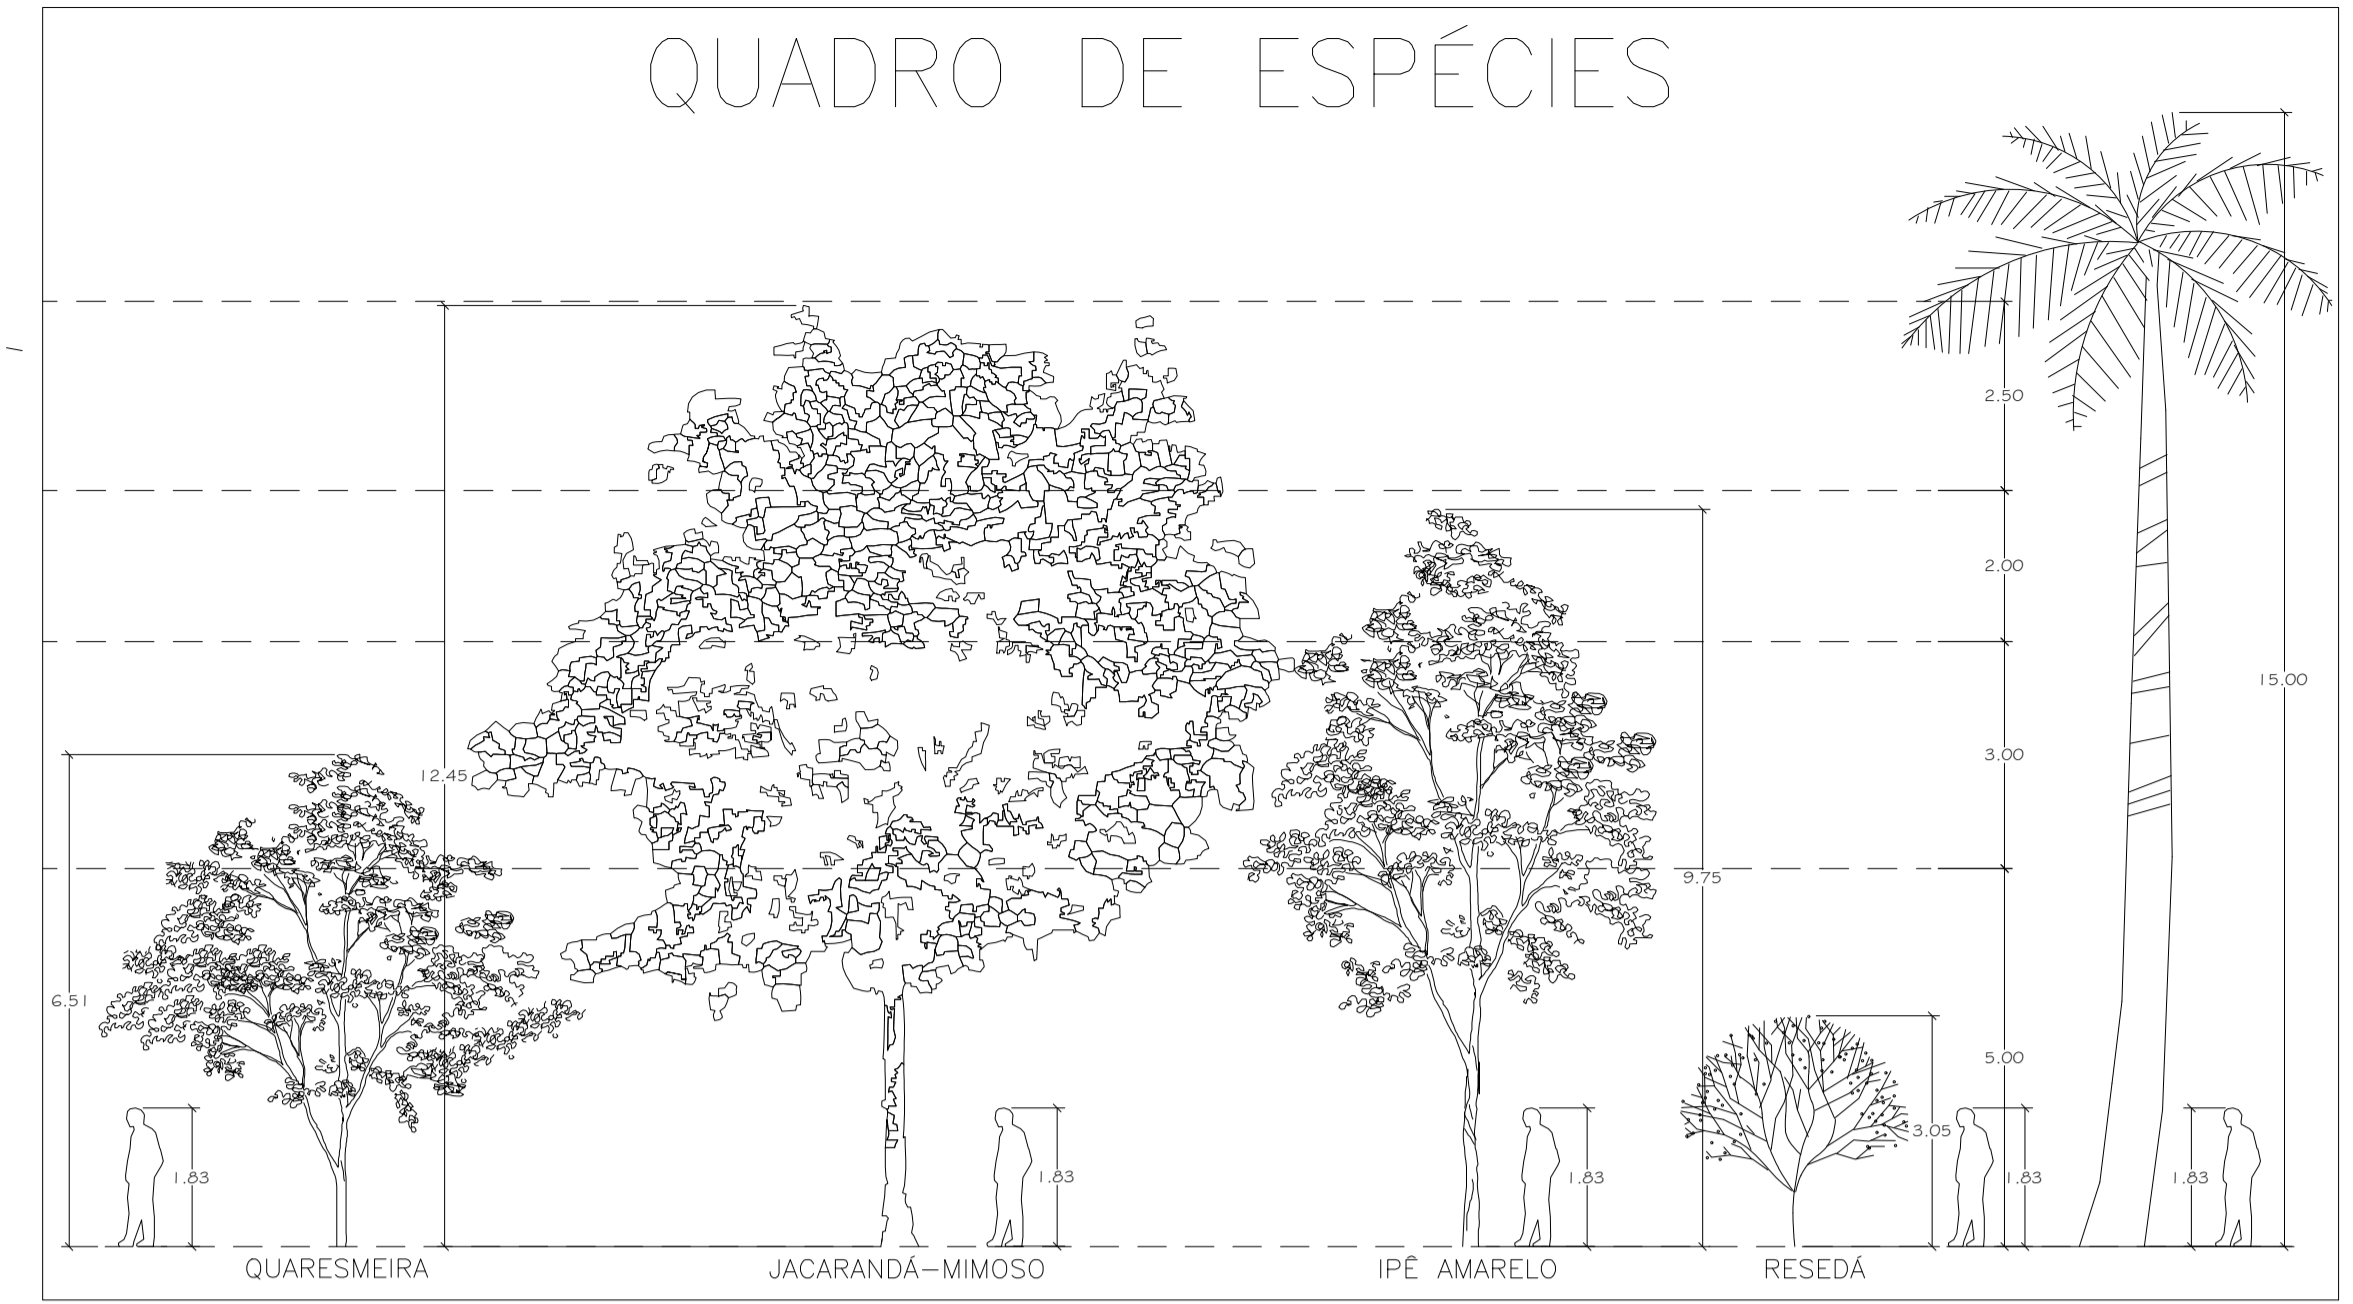 QUADRO DE ESPÉCIES
2.50
2.00
15.00
3.00
12.45
9.75
6.51
5.00
3.05
1.83
1.83
1.83
1.83
1.83
QUARESMEIRA
JACARANDÁ-MIMOSO
IPÊ AMARELO
RESEDÁ